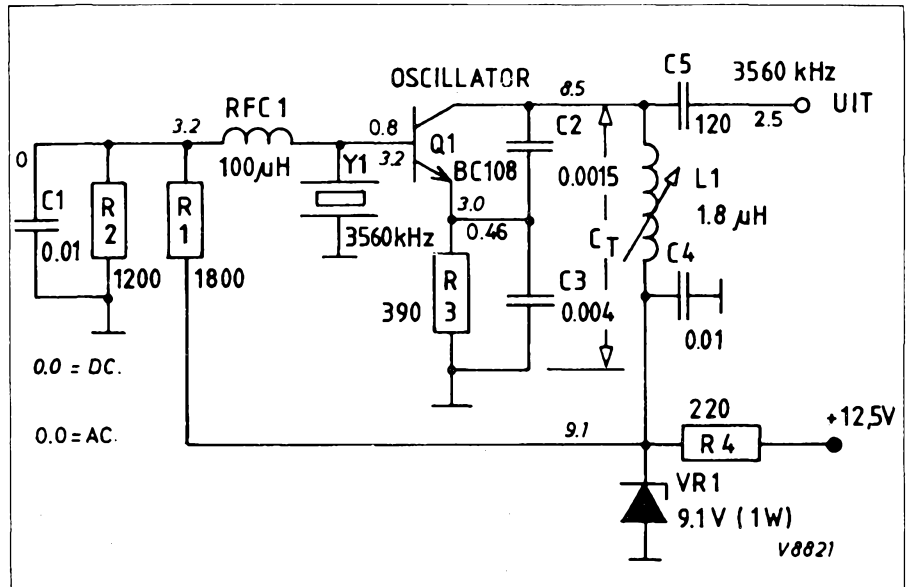 OSCILLATOR
8.5
C5
3560 kHz
UIT
120
2.5
RFC 1
3.2
100µH
0
0.8
3.2
Q1
BC108
C2
0.0015
L1
1.8 µH
Y1
3560kHz
C1
0.01
R2
1200
R1
1800
3.0
0.46
CT
R3
390
C3
0.004
C4
0.01
0.0 = DC.
0.0 = AC.
9.1
220
R4
+12,5V
VR1
9.1V (1W)
V8821